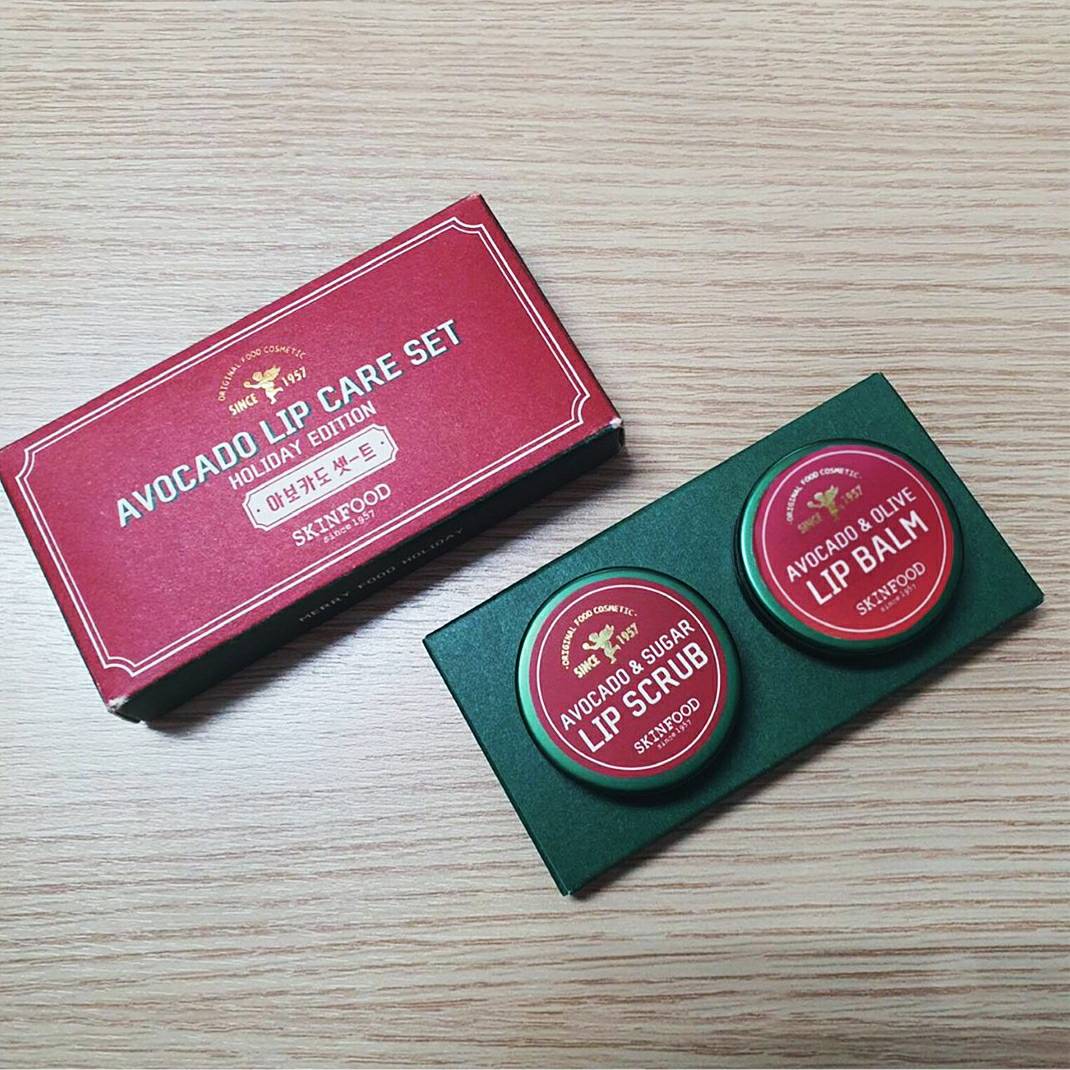 ORIGINAL FOOD COSMETIC
SINCE 1957
AVOCADO LIP CARE SET
HOLIDAY EDITION
아보카도 셋-트
SKINFOOD
since 1957
MERRY FOOD HOLIDAY
·ORIGINAL FOOD COSMETIC·
SINCE 1957
AVOCADO & SUGAR
LIP SCRUB
SKINFOOD
since 1957
·ORIGINAL FOOD COSMETIC·
SINCE 1957
AVOCADO & OLIVE
LIP BALM
SKINFOOD
since 1957